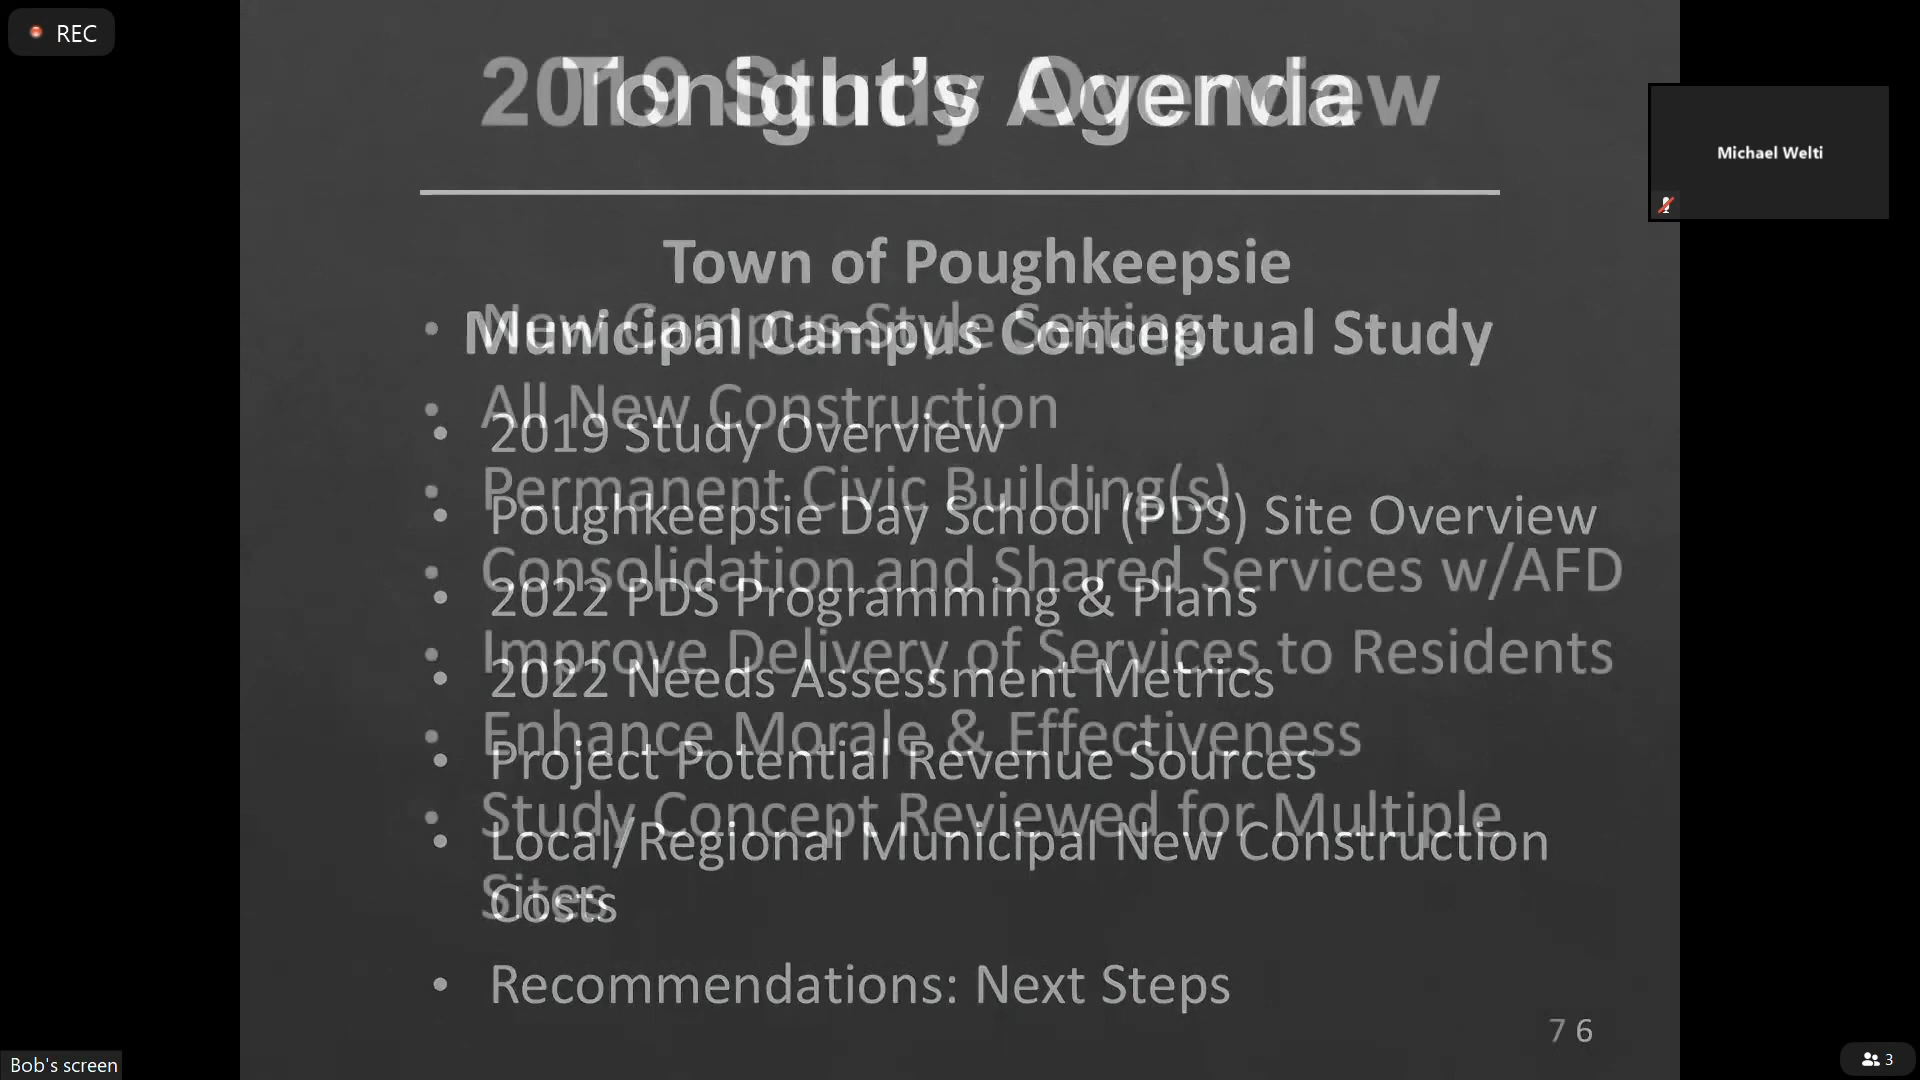 REC
Tonight's Agenda
2019 Study Overview
Michael Welti
Town of Poughkeepsie
Municipal Campus Conceptual Study
• New Campus-Style Setting
• All New Construction
• 2019 Study Overview
• Permanent Civic Building(s)
• Poughkeepsie Day School (PDS) Site Overview
• Consolidation and Shared Services w/AFD
• 2022 PDS Programming & Plans
• Improve Delivery of Services to Residents
• 2022 Needs Assessment Metrics
• Enhance Morale & Effectiveness
• Project Potential Revenue Sources
• Study Concept Reviewed for Multiple
• Local/Regional Municipal New Construction
Sites
Costs
• Recommendations: Next Steps
7 6
Bob's screen
3